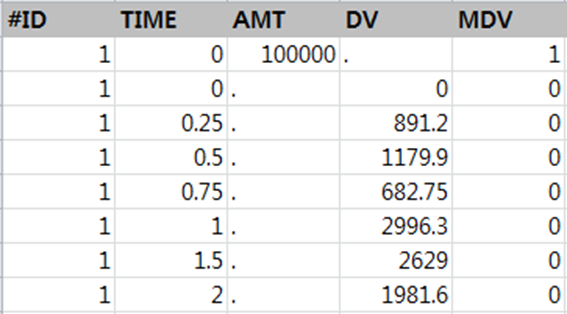 #ID TIME AMT DV MDV
1 0 100000 . 1
1 0 . 0 0
1 0.25 . 891.2 0
1 0.5 . 1179.9 0
1 0.75 . 682.75 0
1 1 . 2996.3 0
1 1.5 . 2629 0
1 2 . 1981.6 0